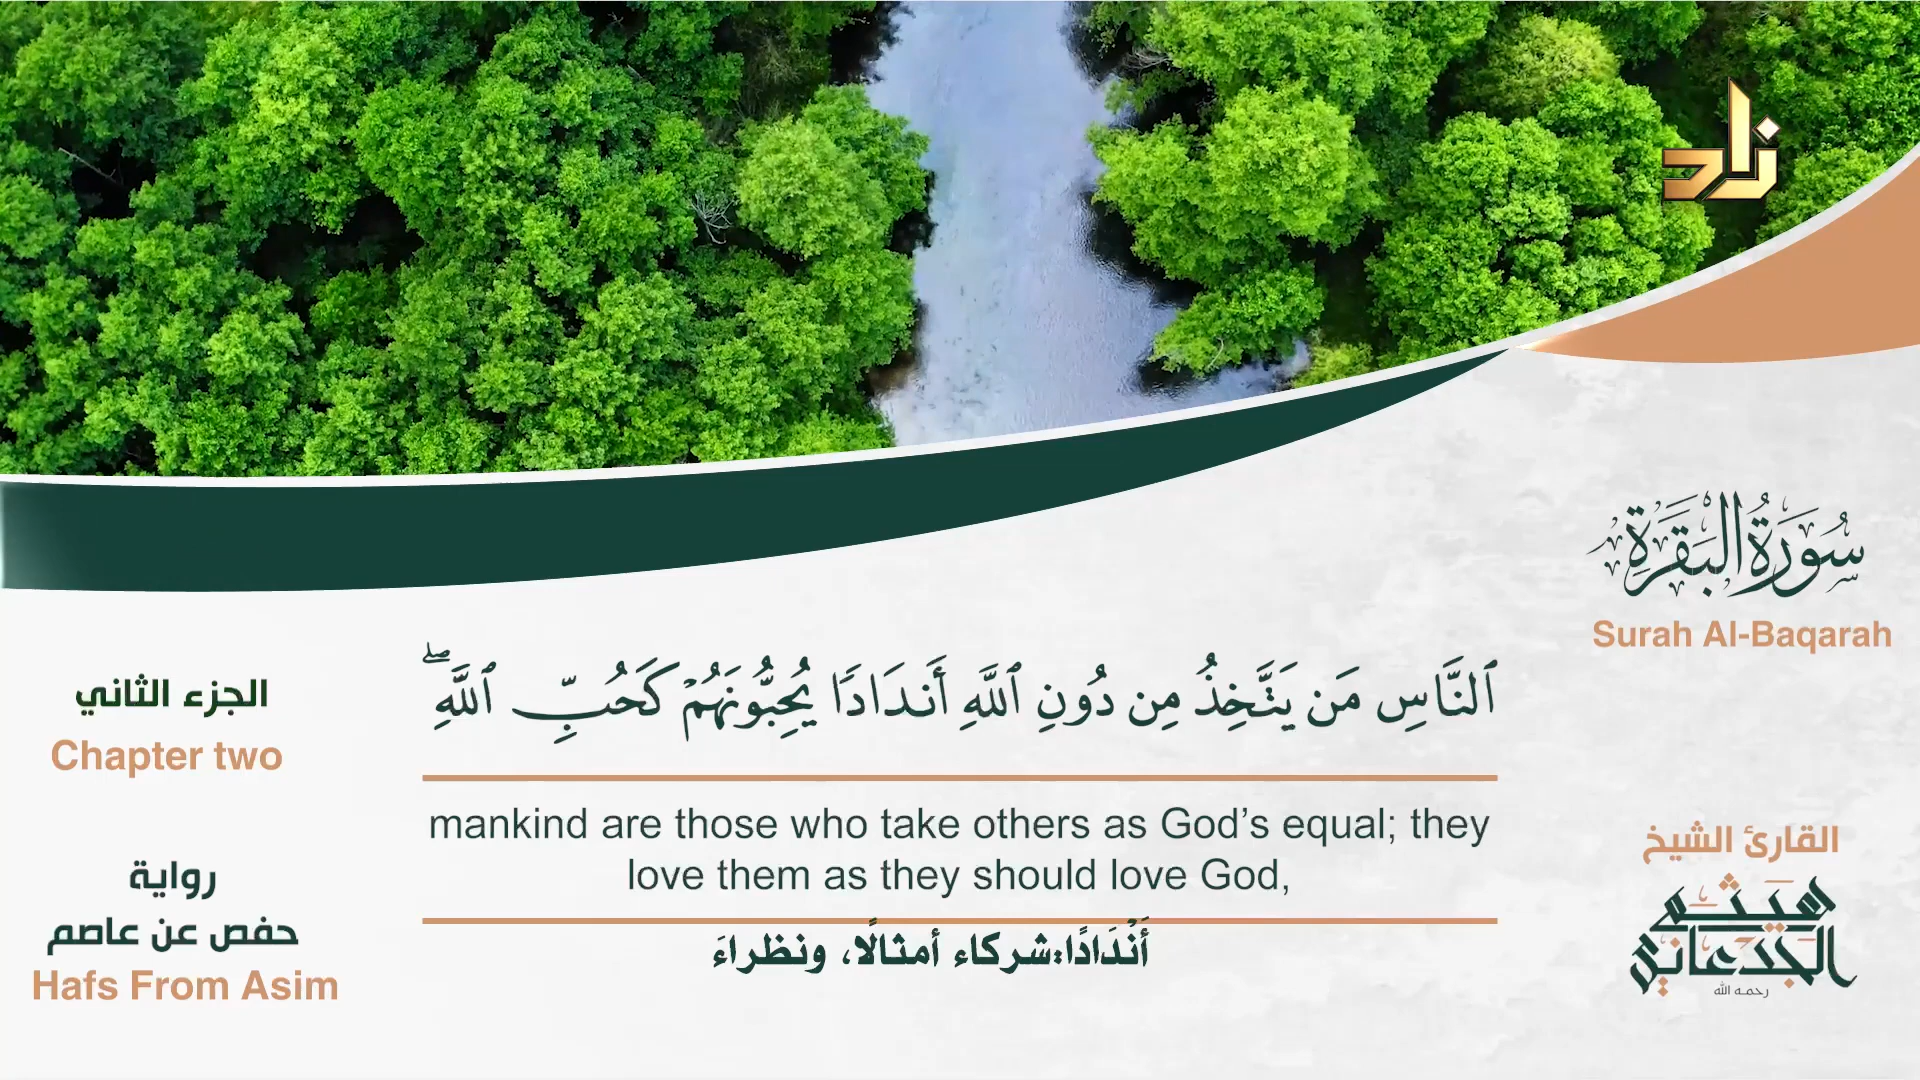 زاد
سُورَةُ البَقَرَةِ
Surah Al-Baqarah
ٱلنَّاسِ مَن يَتَّخِذُ مِن دُونِ ٱللَّهِ أَندَادًا يُحِبُّونَهُمْ كَحُبِّ ٱللَّهِۖ
mankind are those who take others as God's equal; they
love them as they should love God,
أَنْدَادًا:شركاء أمثالًا، ونظراءَ
الجزء الثاني
Chapter two
رواية
حفص عن عاصم
Hafs From Asim
القارئ الشيخ
هيثم
الجدعاني
رحمه الله